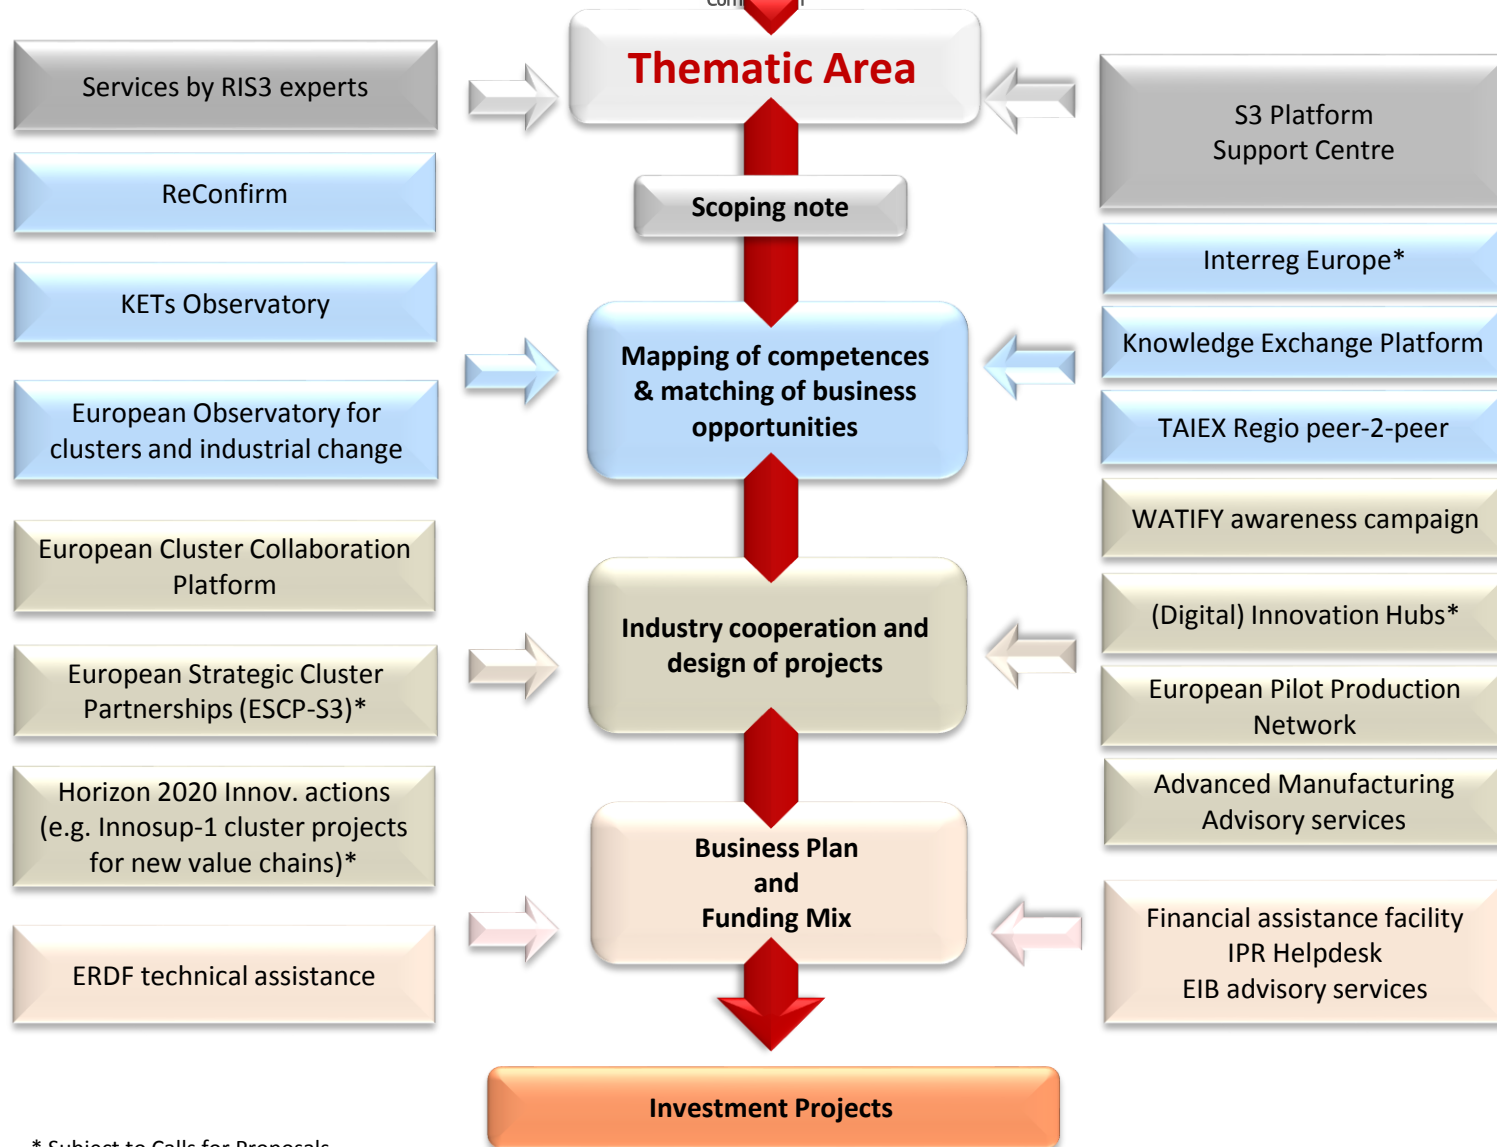 Thematic Area
Services by RIS3 experts
ReConfirm
KETs Observatory
European Observatory for
clusters and industrial change
European Cluster Collaboration
Platform
European Strategic Cluster
Partnerships (ESCP-S3)*
Horizon 2020 Innov. actions
(e.g. Innosup-1 cluster projects
for new value chains)*
ERDF technical assistance
Scoping note
Mapping of competences
& matching of business
opportunities
Industry cooperation and
design of projects
Business Plan
and
Funding Mix
Investment Projects
S3 Platform
Support Centre
Interreg Europe*
Knowledge Exchange Platform
TAIEX Regio peer-2-peer
WATIFY awareness campaign
(Digital) Innovation Hubs*
European Pilot Production
Network
Advanced Manufacturing
Advisory services
Financial assistance facility
IPR Helpdesk
EIB advisory services
* Subject to Calls for Proposals